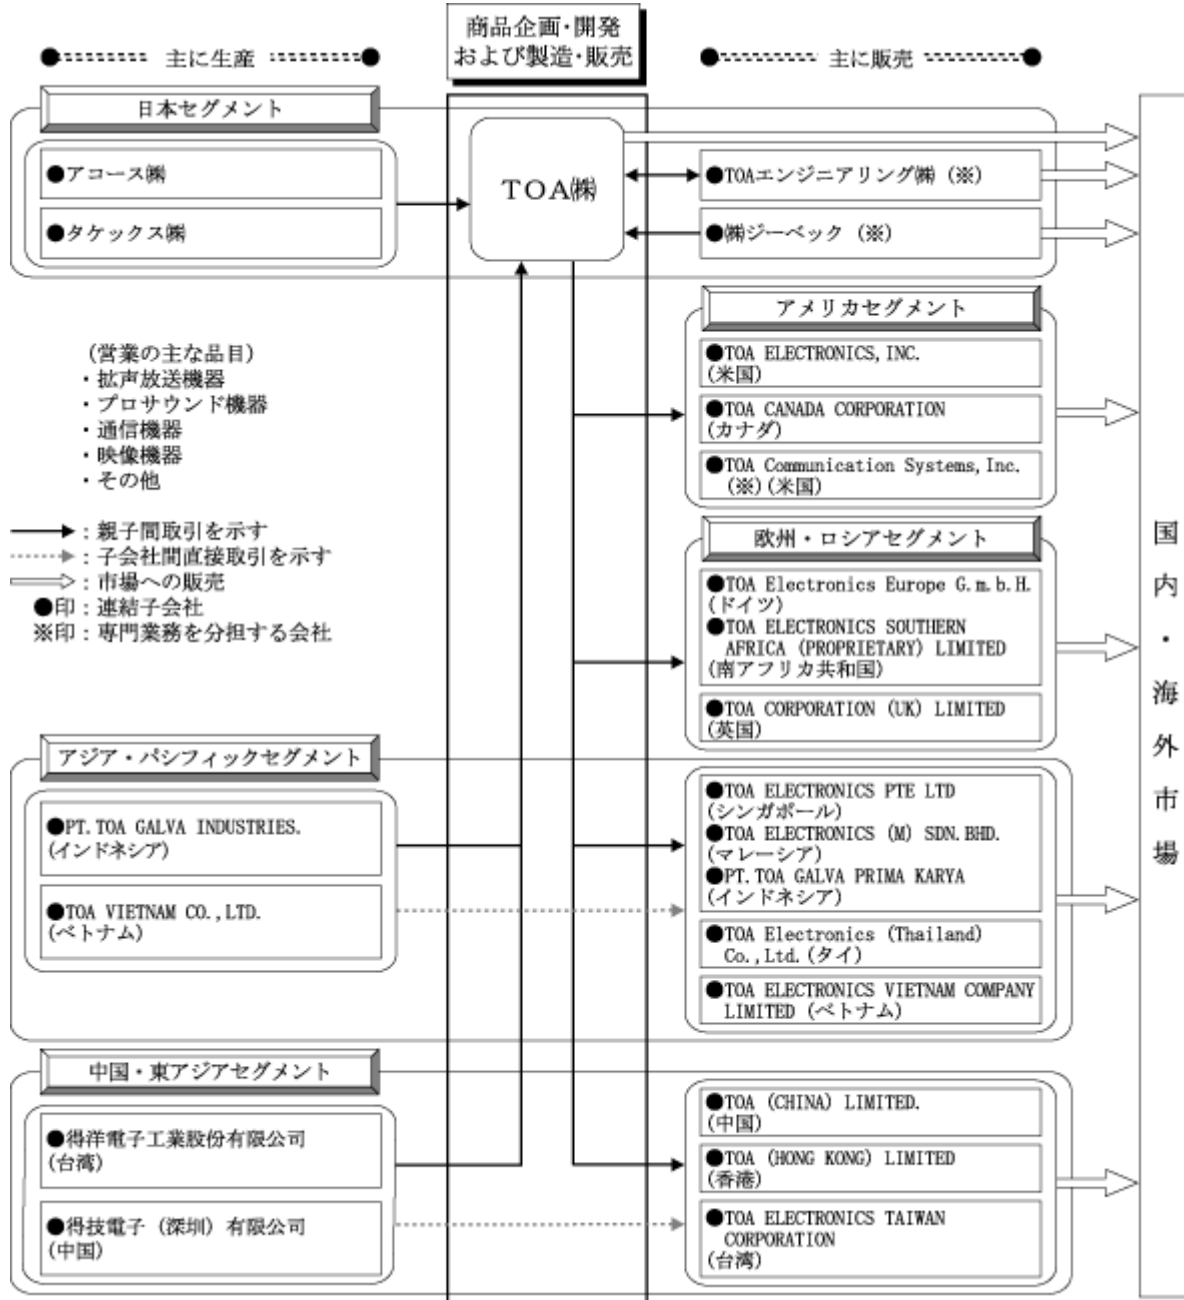 商品企画・開発
および製造・販売
主に生産
主に販売
日本セグメント
●アコース㈱
●タケックス㈱
TOA㈱
●TOAエンジニアリング㈱（※）
●㈱ジーベック（※）
アメリカセグメント
●TOA ELECTRONICS, INC.
(米国)
●TOA CANADA CORPORATION
(カナダ)
●TOA Communication Systems, Inc.
(※)(米国)
(営業の主な品目)
・拡声放送機器
・プロサウンド機器
・通信機器
・映像機器
・その他
：親子間取引を示す
：子会社間直接取引を示す
：市場への販売
●印：連結子会社
※印：専門業務を分担する会社
欧州・ロシアセグメント
●TOA Electronics Europe G.m.b.H.
(ドイツ)
●TOA ELECTRONICS SOUTHERN
AFRICA (PROPRIETARY) LIMITED
(南アフリカ共和国)
●TOA CORPORATION (UK) LIMITED
(英国)
アジア・パシフィックセグメント
●PT.TOA GALVA INDUSTRIES.
(インドネシア)
●TOA VIETNAM CO.,LTD.
(ベトナム)
●TOA ELECTRONICS PTE LTD
(シンガポール)
●TOA ELECTRONICS (M) SDN.BHD.
(マレーシア)
●PT.TOA GALVA PRIMA KARYA
(インドネシア)
●TOA Electronics (Thailand)
Co.,Ltd.(タイ)
●TOA ELECTRONICS VIETNAM COMPANY
LIMITED (ベトナム)
中国・東アジアセグメント
●得洋電子工業股份有限公司
(台湾)
●得技電子（深圳）有限公司
(中国)
●TOA (CHINA) LIMITED.
(中国)
●TOA (HONG KONG) LIMITED
(香港)
●TOA ELECTRONICS TAIWAN
CORPORATION
(台湾)
国内・海外市場